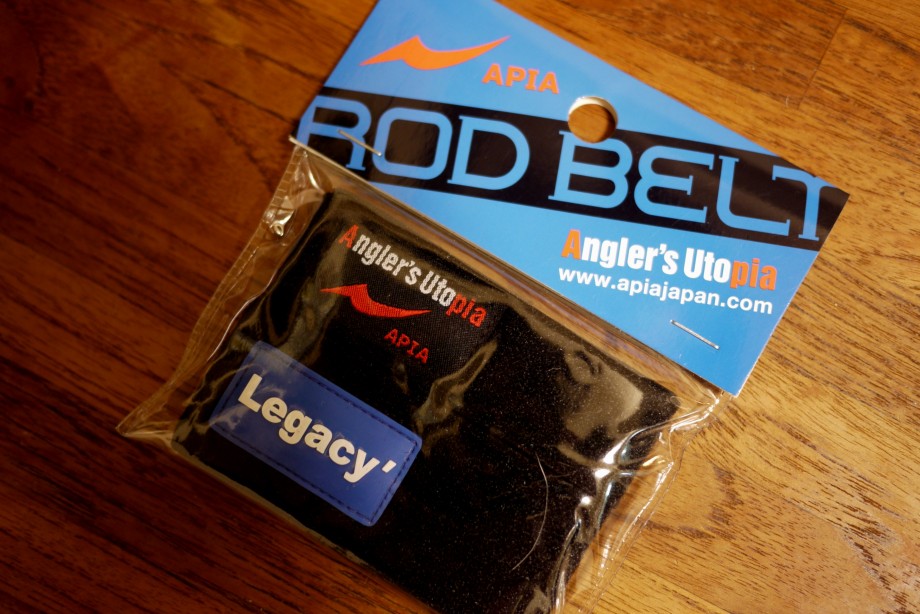 APIA
ROD BELT
Angler's Utopia
www.apiajapan.com
Angler's Utopia
APIA
Legacy'